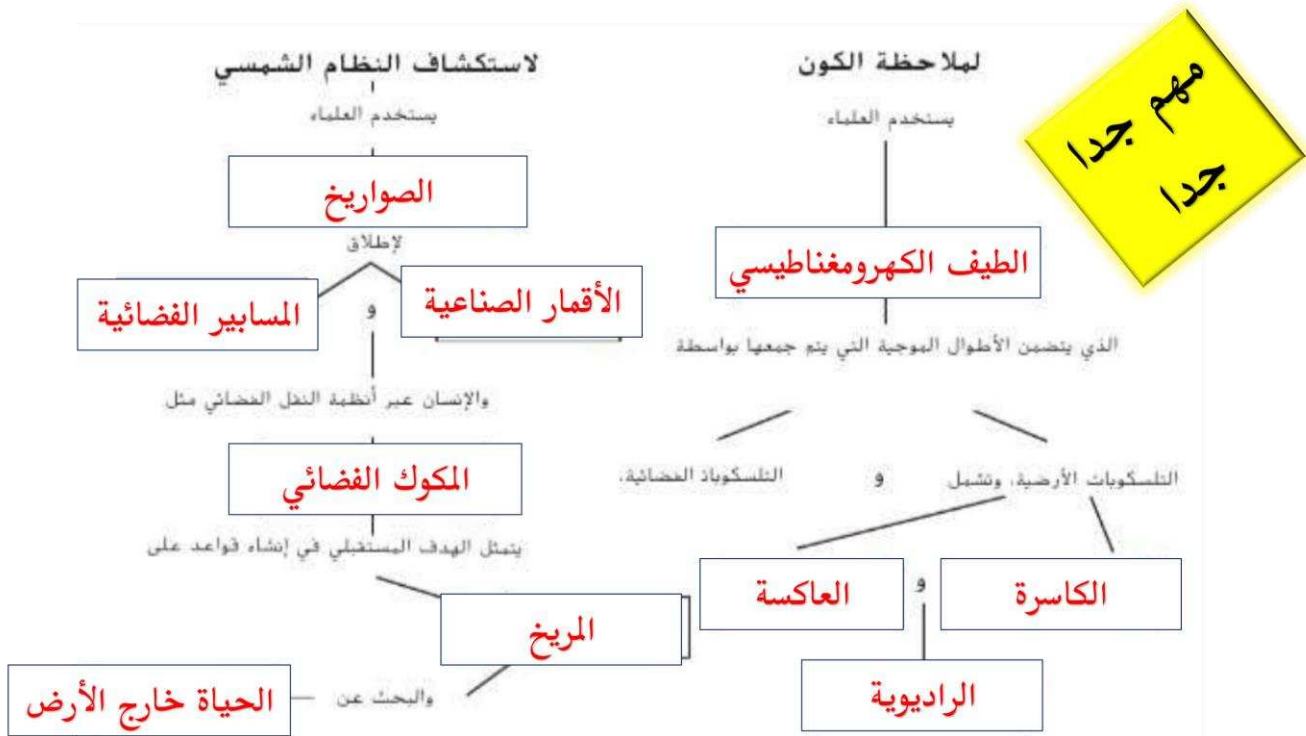 مهم جدا
جدا
لملاحظة الكون
يستخدم العلماء
الطيف الكهرومغناطيسي
الذي يتضمن الأطوال الموجية التي يتم جمعها بواسطة
التلسكوبات الأرضية، وتشمل
و
التلسكوباذ الفضائية.
الكاسرة
و
العاكسة
الراديوية
لاستكشاف النظام الشمسي
يستخدم العلماء
الصواريخ
لإطلاق
الأقمار الصناعية
و
المسابير الفضائية
والإنسان عبر أنظمة النقل الفضائي مثل
المكوك الفضائي
يتمثل الهدف المستقبلي في إنشاء قواعد على
المريخ
والبحث عن
الحياة خارج الأرض